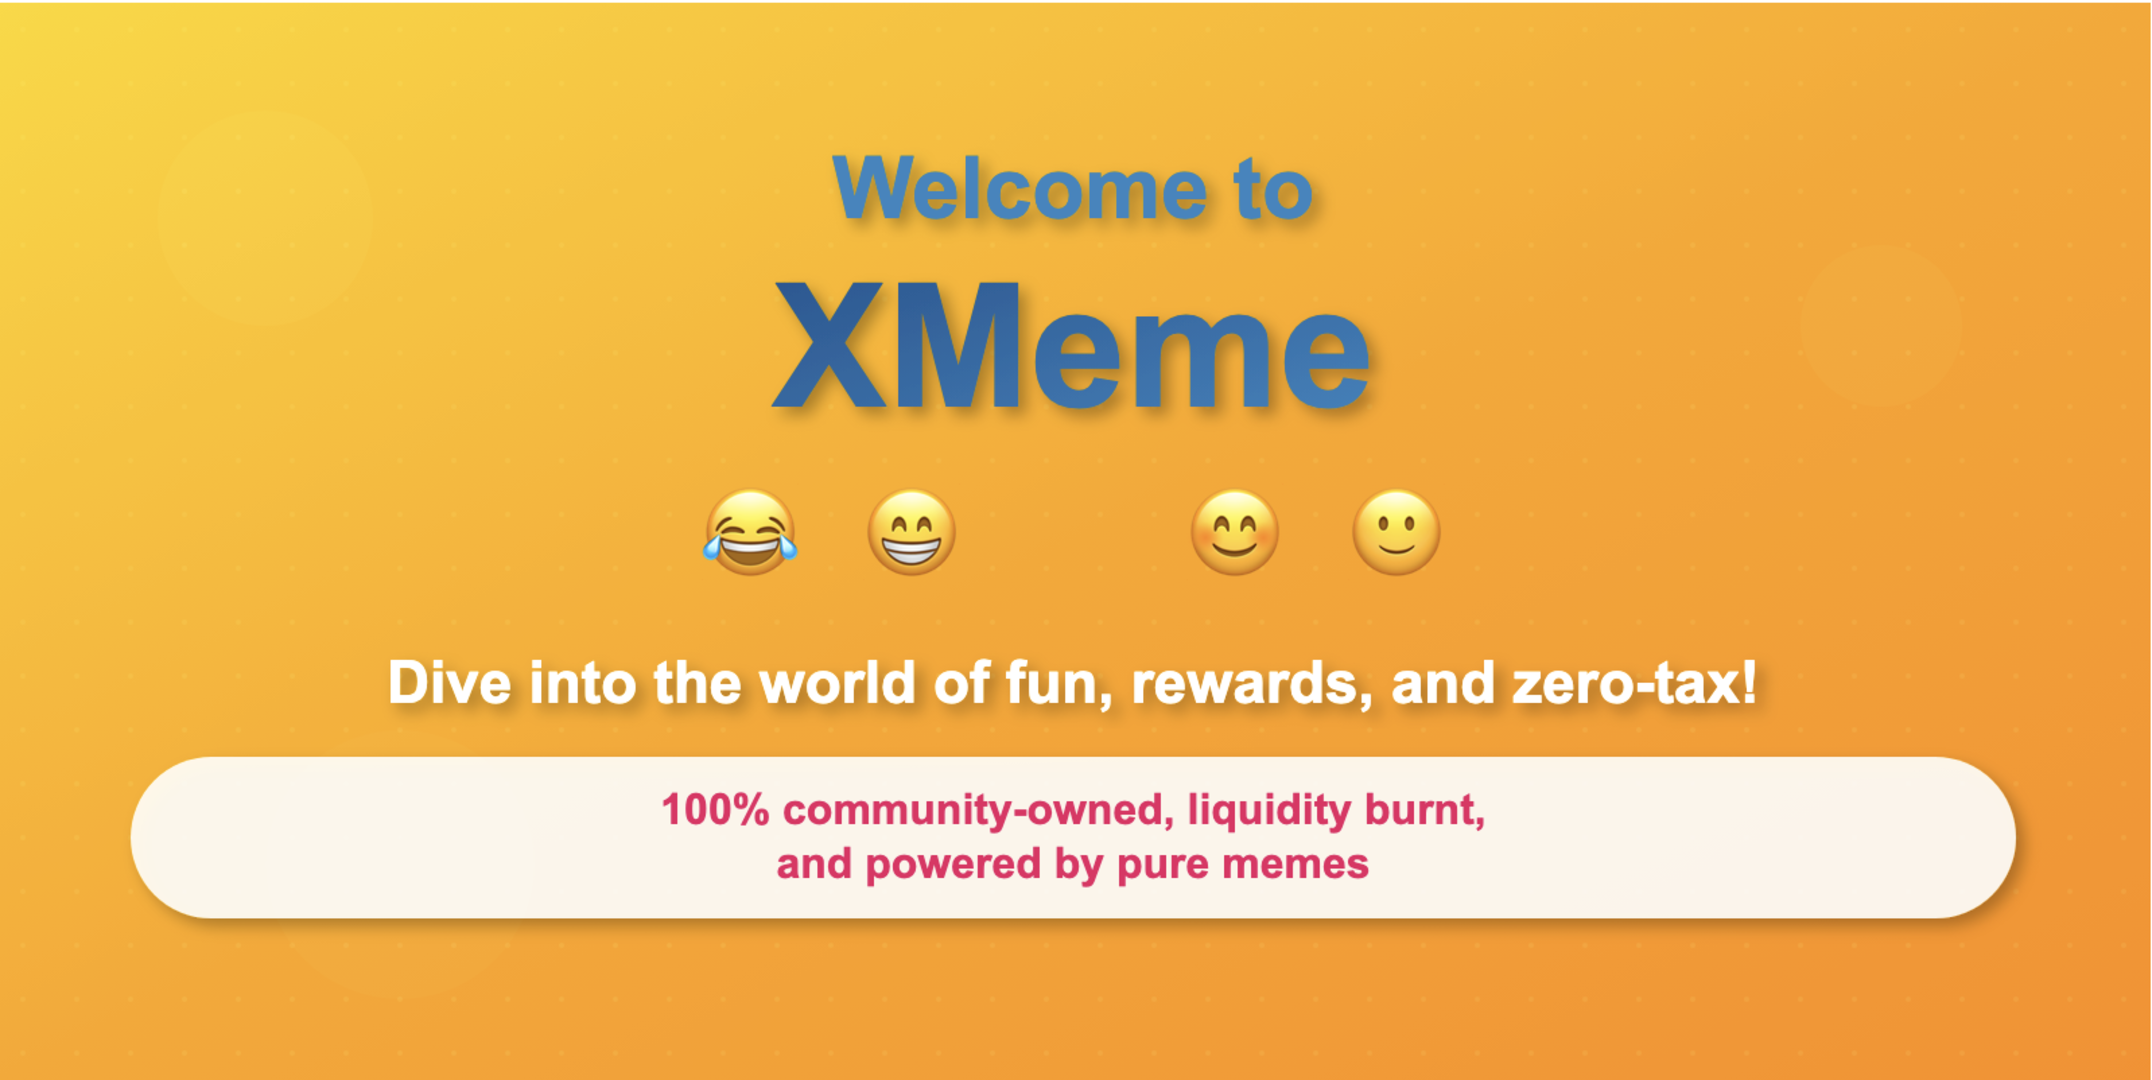 Welcome to
XMeme
😂 😁 😊 🙂
Dive into the world of fun, rewards, and zero-tax!
100% community-owned, liquidity burnt,
and powered by pure memes